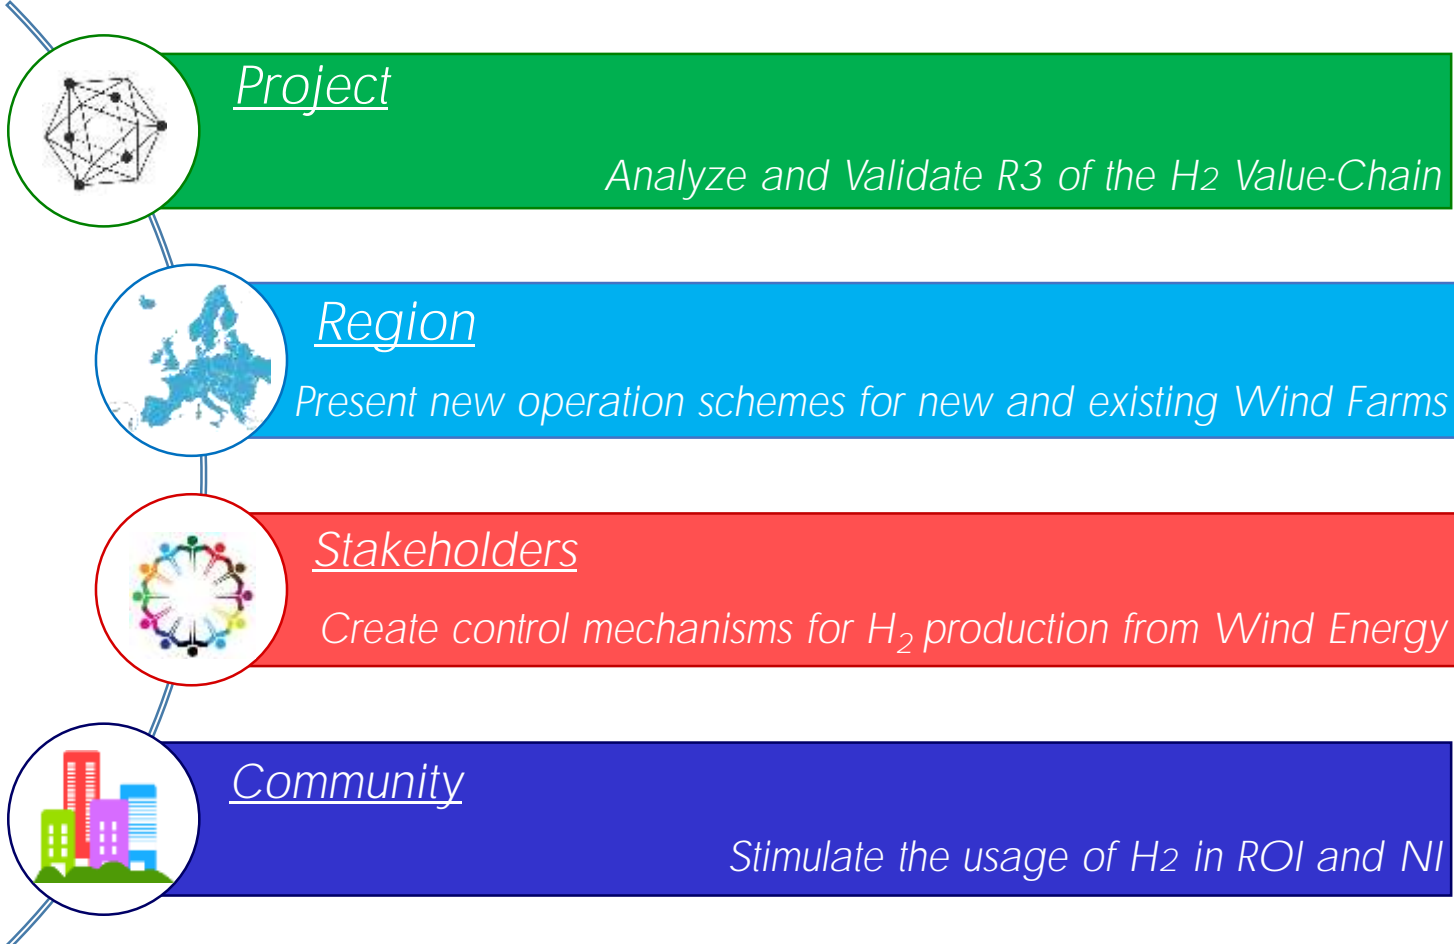 Project
Analyze and Validate R3 of the H2 Value-Chain
Region
Present new operation schemes for new and existing Wind Farms
Stakeholders
Create control mechanisms for H₂ production from Wind Energy
Community
Stimulate the usage of H2 in ROI and NI